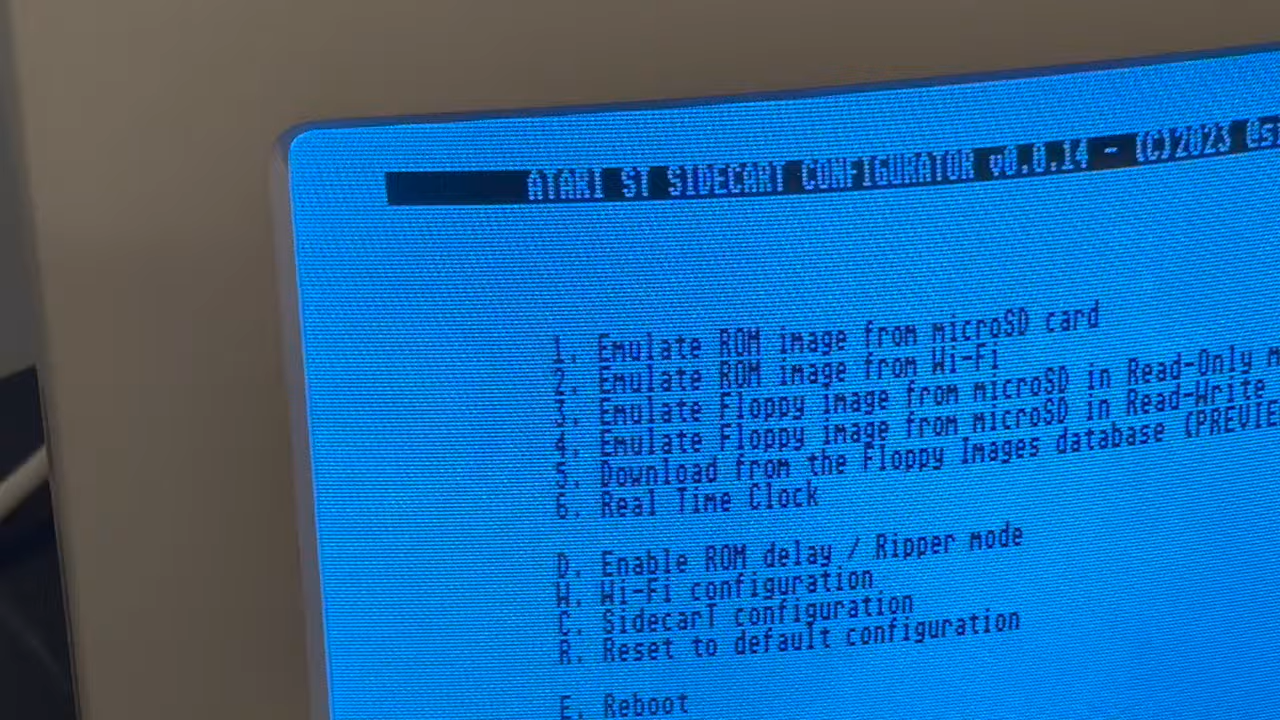 ATARI ST SIDECART CONFIGURATOR v0.0.14 - (C)2023
1. Emulate ROM image from microSD card
2. Emulate ROM image from Wi-Fi
3. Emulate Floppy image from microSD in Read-Only
4. Emulate Floppy image from microSD in Read-Write
5. Download from the Floppy Images database (PREVIE
6. Real Time Clock
D. Enable ROM delay / Ripper mode
W. Wi-Fi configuration
C. SidecarT configuration
R. Reset to default configuration
E. Reboot